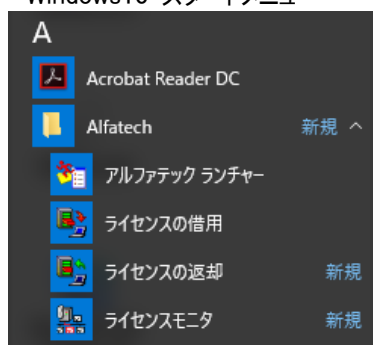 Windows10 スタートメニュー
A
Acrobat Reader DC
Alfatech 新規
アルファテック ランチャー
ライセンスの借用
ライセンスの返却 新規
ライセンスモニタ 新規